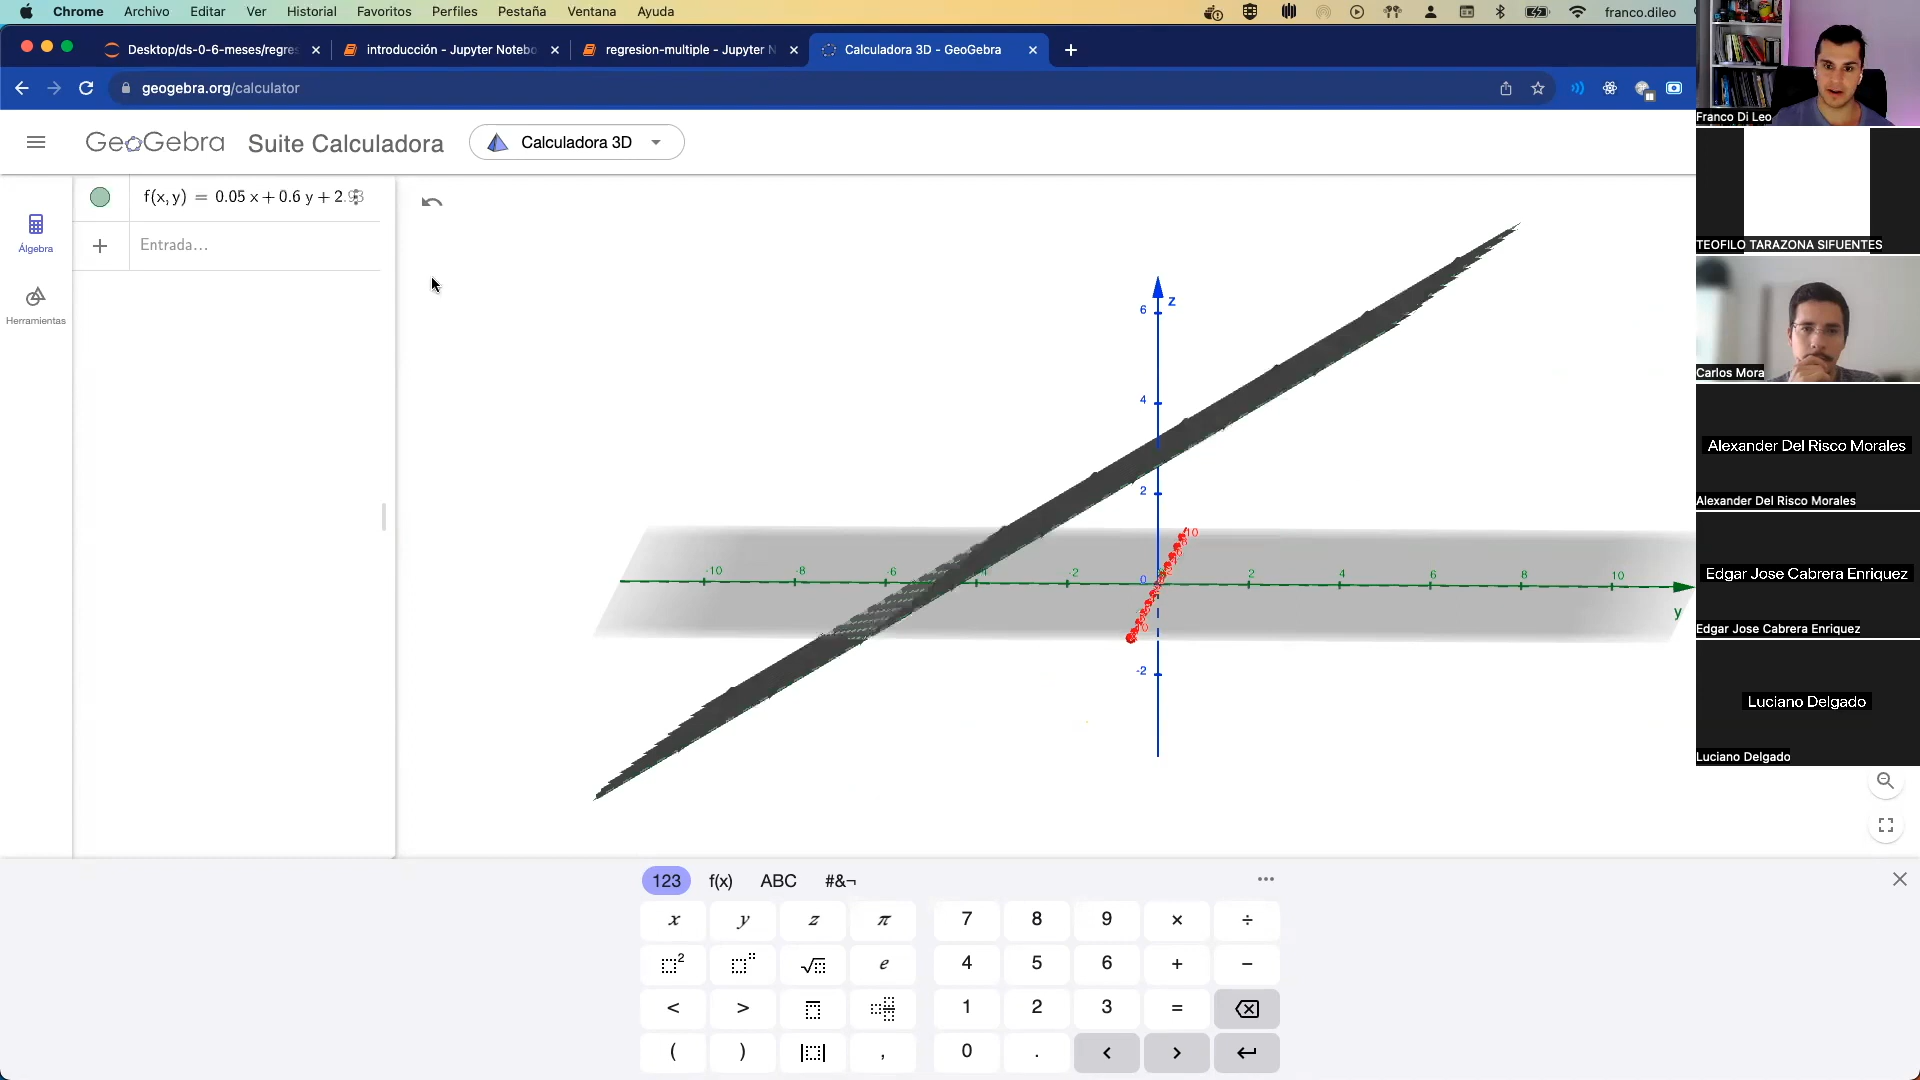 Chrome Archivo Editar Ver Historial Favoritos Perfiles Pestaña Ventana Ayuda franco.dileo
Desktop/ds-0-6-meses/regres introducción - Jupyter Notebo regresion-multiple - Jupyter N Calculadora 3D - GeoGebra
geogebra.org/calculator
GeoGebra Suite Calculadora Calculadora 3D
f(x,y) = 0.05 x + 0.6 y + 2.93
Entrada...
Álgebra
Herramientas
z
6
4
2
0
-2
-10 -8 -6 -4 -2 2 4 6 8 10
y
10
Franco Di Leo
TEOFILO TARAZONA SIFUENTES
Carlos Mora
Alexander Del Risco Morales
Alexander Del Risco Morales
Edgar Jose Cabrera Enriquez
Edgar Jose Cabrera Enriquez
Luciano Delgado
Luciano Delgado
123 f(x) ABC #&¬
x y z π 7 8 9 × ÷
e 4 5 6 + −
< > 1 2 3 =
( ) , 0 . < >